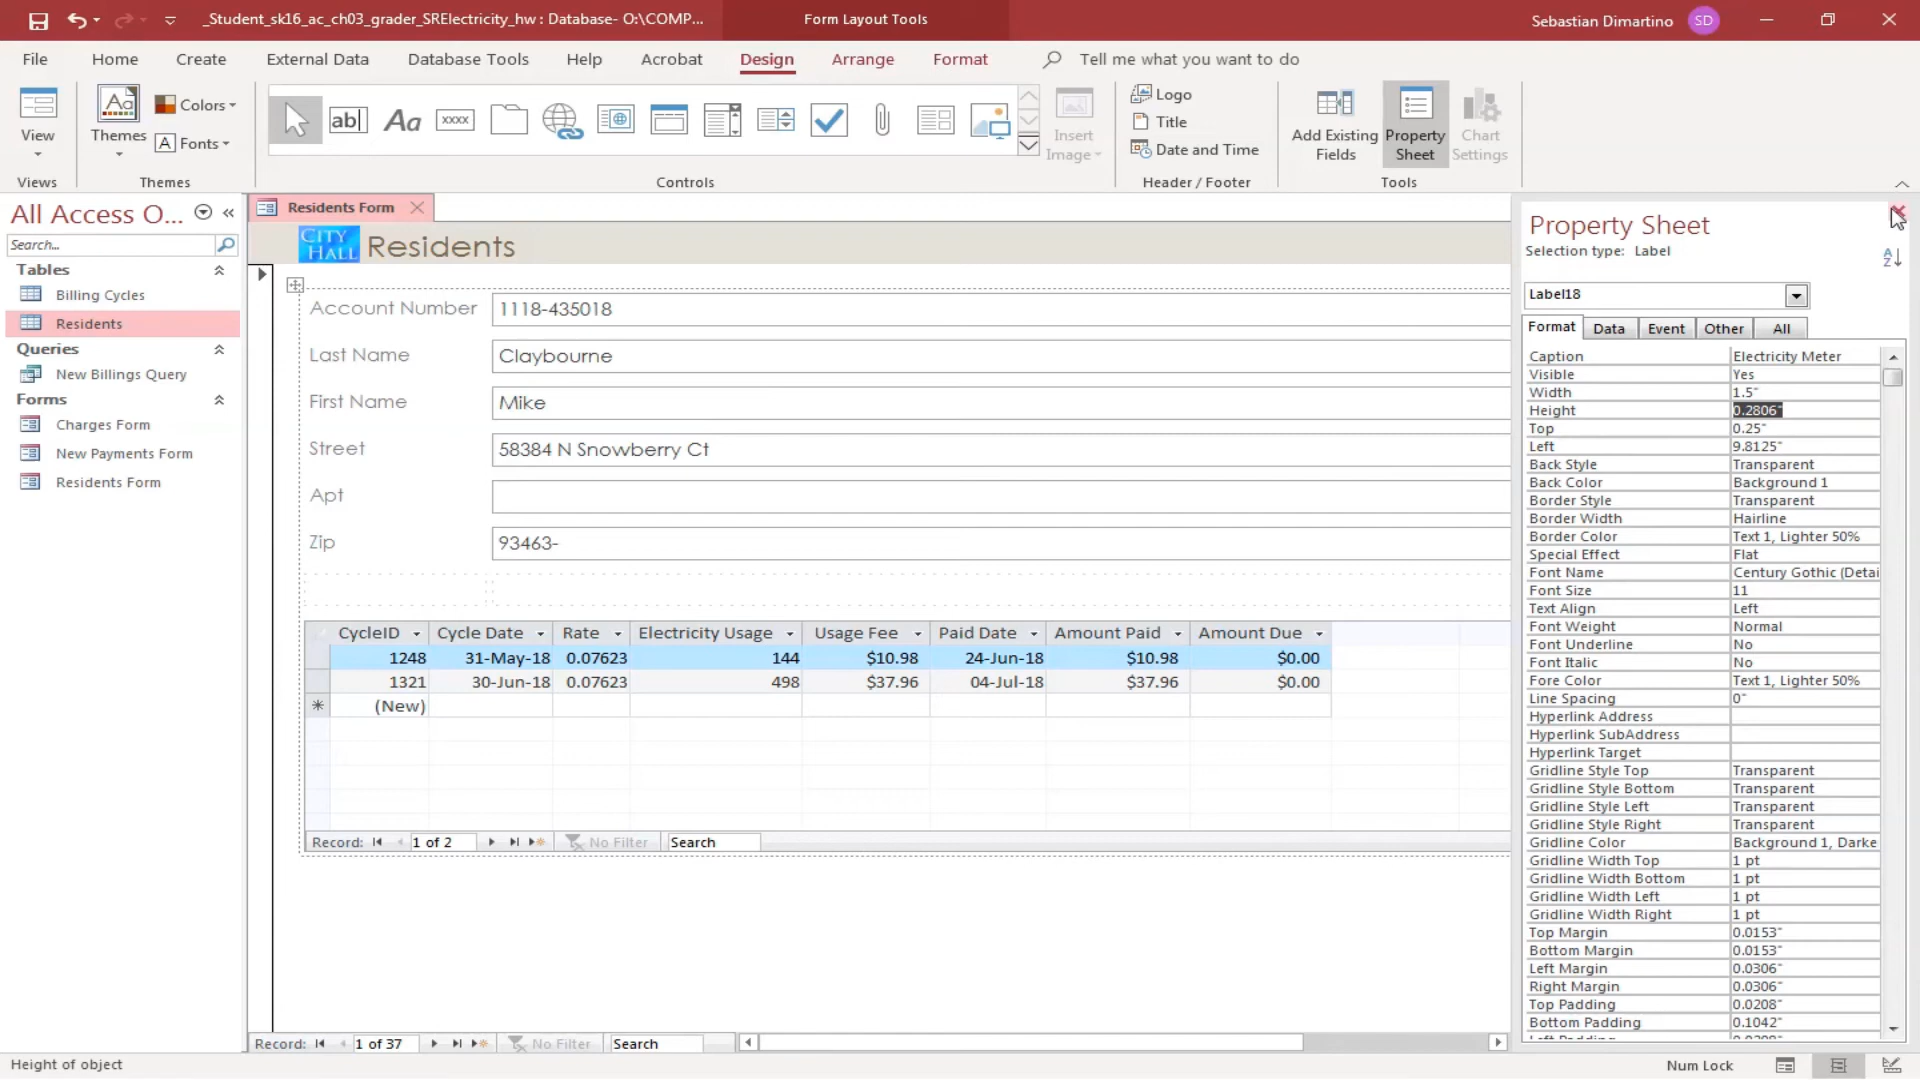 _Student_sk16_ac_ch03_grader_SRElectricity_hw : Database- O:\COMP...
Form Layout Tools
Sebastian Dimartino
SD
File Home Create External Data Database Tools Help Acrobat Design Arrange Format Tell me what you want to do
View
Views
Aa
Themes
Colors
A Fonts
Themes
ab|
Aa
xxxx
Controls
Insert
Image
Logo
Title
Date and Time
Header / Footer
Add Existing
Fields
Property
Sheet
Chart
Settings
Tools
All Access O...
Search...
Tables
Billing Cycles
Residents
Queries
New Billings Query
Forms
Charges Form
New Payments Form
Residents Form
Residents Form
CITY
HALL
Residents
Account Number 1118-435018
Last Name Claybourne
First Name Mike
Street 58384 N Snowberry Ct
Apt
Zip 93463-
CycleID Cycle Date Rate Electricity Usage Usage Fee Paid Date Amount Paid Amount Due
1248 31-May-18 0.07623 144 $10.98 24-Jun-18 $10.98 $0.00
1321 30-Jun-18 0.07623 498 $37.96 04-Jul-18 $37.96 $0.00
* (New)
Record: 1 of 2 No Filter Search
Record: 1 of 37 No Filter Search
Property Sheet
Selection type: Label
A
Z
Label18
Format Data Event Other All
Caption Electricity Meter
Visible Yes
Width 1.5"
Height 0.2806"
Top 0.25"
Left 9.8125"
Back Style Transparent
Back Color Background 1
Border Style Transparent
Border Width Hairline
Border Color Text 1, Lighter 50%
Special Effect Flat
Font Name Century Gothic (Detai
Font Size 11
Text Align Left
Font Weight Normal
Font Underline No
Font Italic No
Fore Color Text 1, Lighter 50%
Line Spacing 0"
Hyperlink Address
Hyperlink SubAddress
Hyperlink Target
Gridline Style Top Transparent
Gridline Style Bottom Transparent
Gridline Style Left Transparent
Gridline Style Right Transparent
Gridline Color Background 1, Darke
Gridline Width Top 1 pt
Gridline Width Bottom 1 pt
Gridline Width Left 1 pt
Gridline Width Right 1 pt
Top Margin 0.0153"
Bottom Margin 0.0153"
Left Margin 0.0306"
Right Margin 0.0306"
Top Padding 0.0208"
Bottom Padding 0.1042"
Height of object
Num Lock